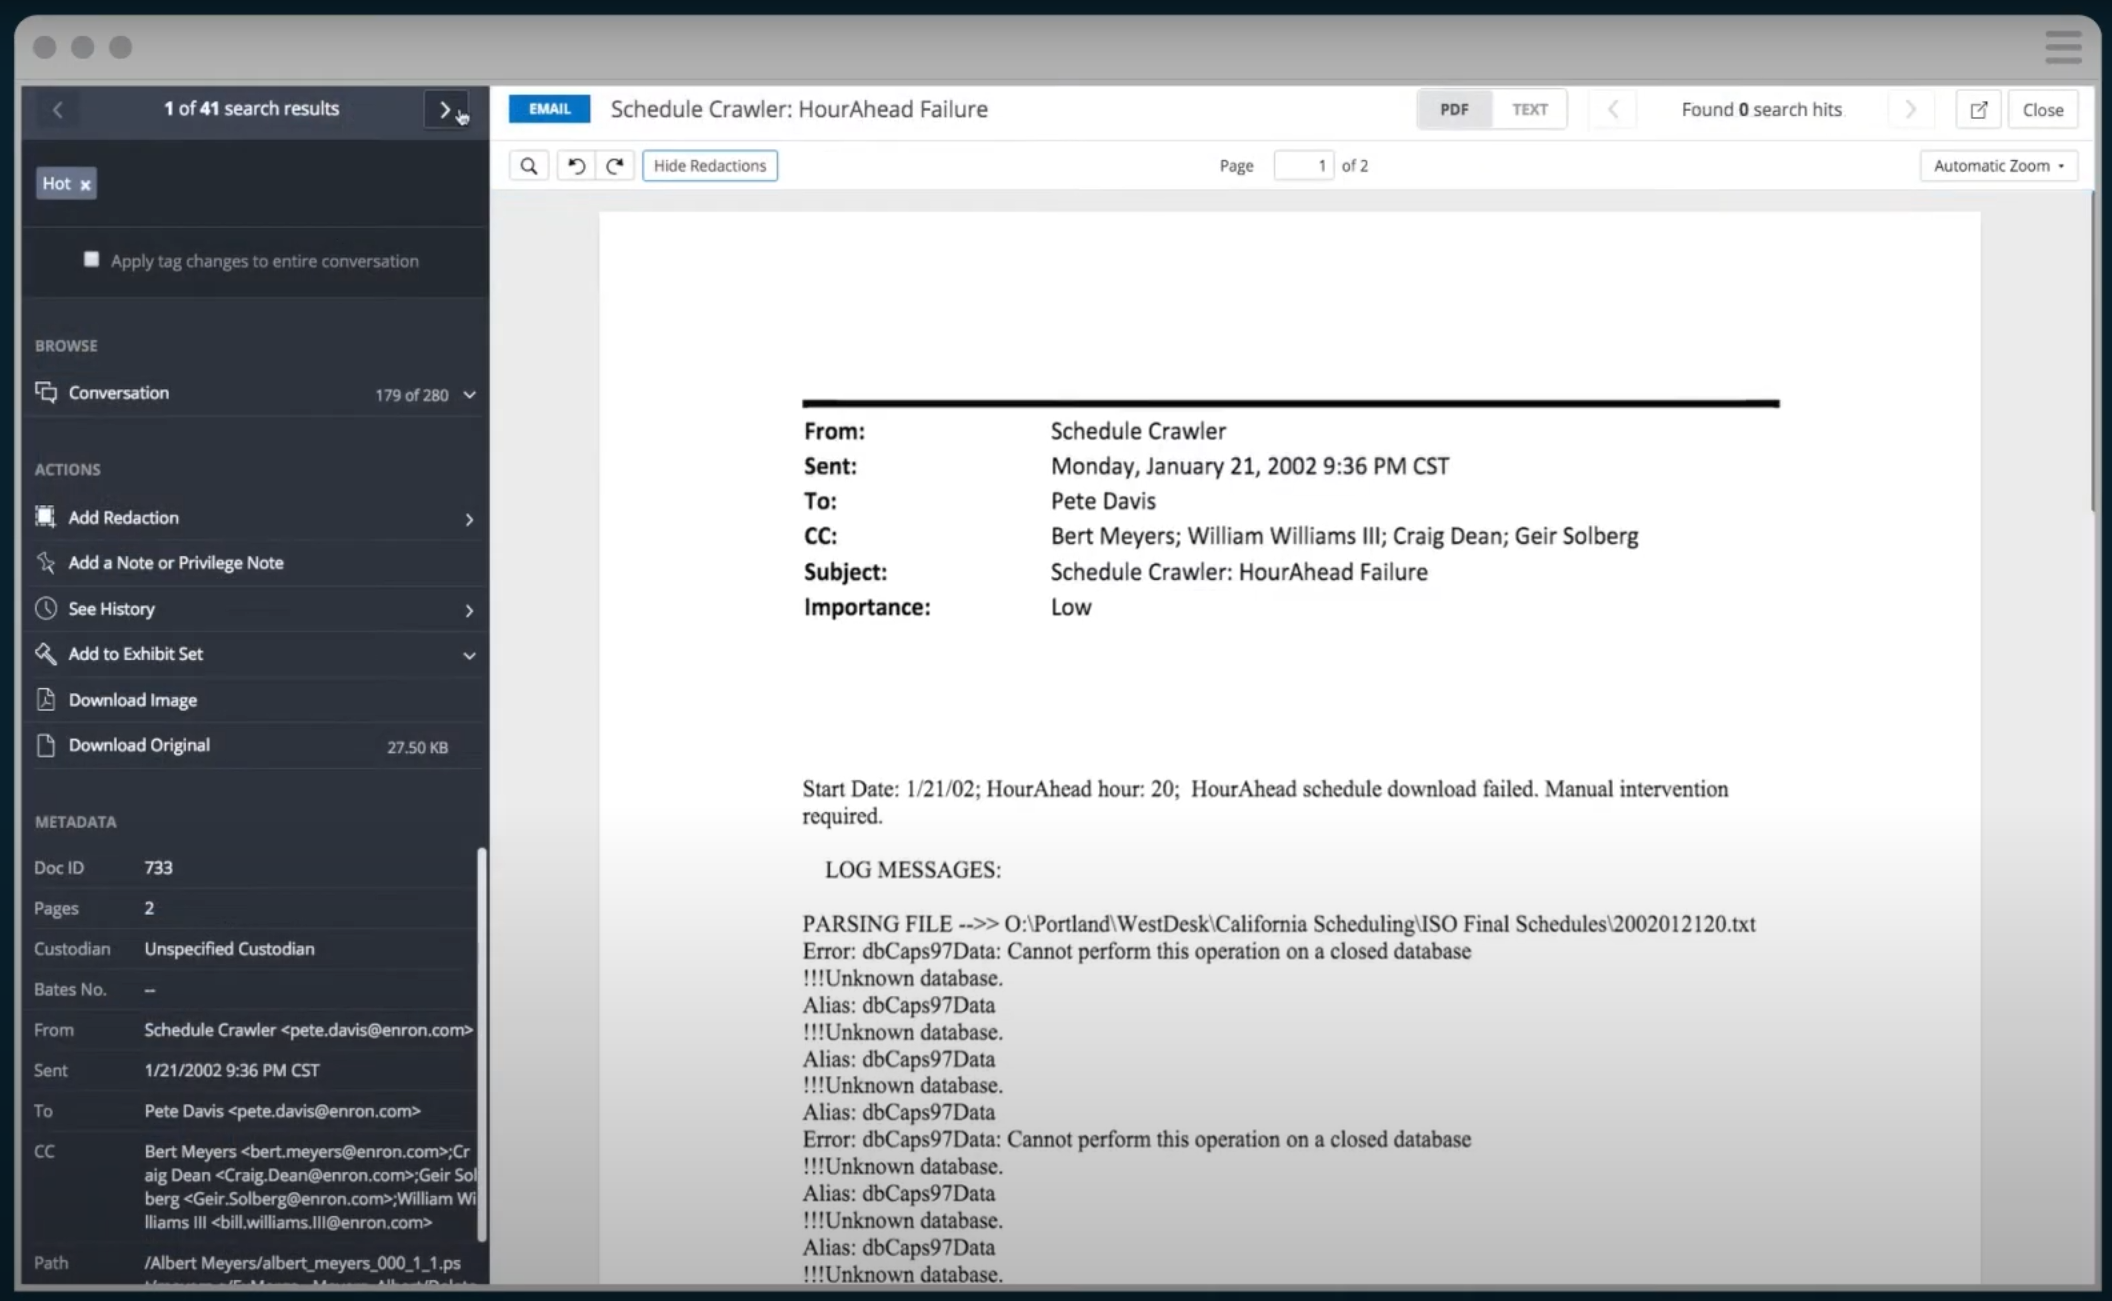 1 of 41 search results
Hot x
Apply tag changes to entire conversation
BROWSE
Conversation 179 of 280
ACTIONS
Add Redaction
Add a Note or Privilege Note
See History
Add to Exhibit Set
Download Image
Download Original 27.50 KB
METADATA
Doc ID 733
Pages 2
Custodian Unspecified Custodian
Bates No. --
From Schedule Crawler <pete.davis@enron.com>
Sent 1/21/2002 9:36 PM CST
To Pete Davis <pete.davis@enron.com>
CC Bert Meyers <bert.meyers@enron.com>;Cr
aig Dean <Craig.Dean@enron.com>;Geir Sol
berg <Geir.Solberg@enron.com>;William Wi
lliams III <bill.williams.III@enron.com>
Path /Albert Meyers/albert_meyers_000_1_1.ps
EMAIL Schedule Crawler: HourAhead Failure PDF TEXT Found 0 search hits Close
Hide Redactions Page 1 of 2 Automatic Zoom
From: Schedule Crawler
Sent: Monday, January 21, 2002 9:36 PM CST
To: Pete Davis
CC: Bert Meyers; William Williams III; Craig Dean; Geir Solberg
Subject: Schedule Crawler: HourAhead Failure
Importance: Low
Start Date: 1/21/02; HourAhead hour: 20;  HourAhead schedule download failed. Manual intervention
required.
LOG MESSAGES:
PARSING FILE -->> O:\Portland\WestDesk\California Scheduling\ISO Final Schedules\2002012120.txt
Error: dbCaps97Data: Cannot perform this operation on a closed database
!!!Unknown database.
Alias: dbCaps97Data
!!!Unknown database.
Alias: dbCaps97Data
!!!Unknown database.
Alias: dbCaps97Data
Error: dbCaps97Data: Cannot perform this operation on a closed database
!!!Unknown database.
Alias: dbCaps97Data
!!!Unknown database.
Alias: dbCaps97Data
!!!Unknown database.